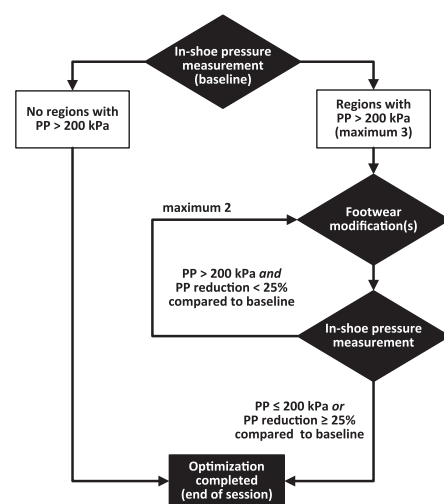 In-shoe pressure
measurement
(baseline)
No regions with
PP > 200 kPa
Regions with
PP > 200 kPa
(maximum 3)
maximum 2
Footwear
modification(s)
PP > 200 kPa and
PP reduction < 25%
compared to baseline
In-shoe pressure
measurement
PP ≤ 200 kPa or
PP reduction ≥ 25%
compared to baseline
Optimization
completed
(end of session)